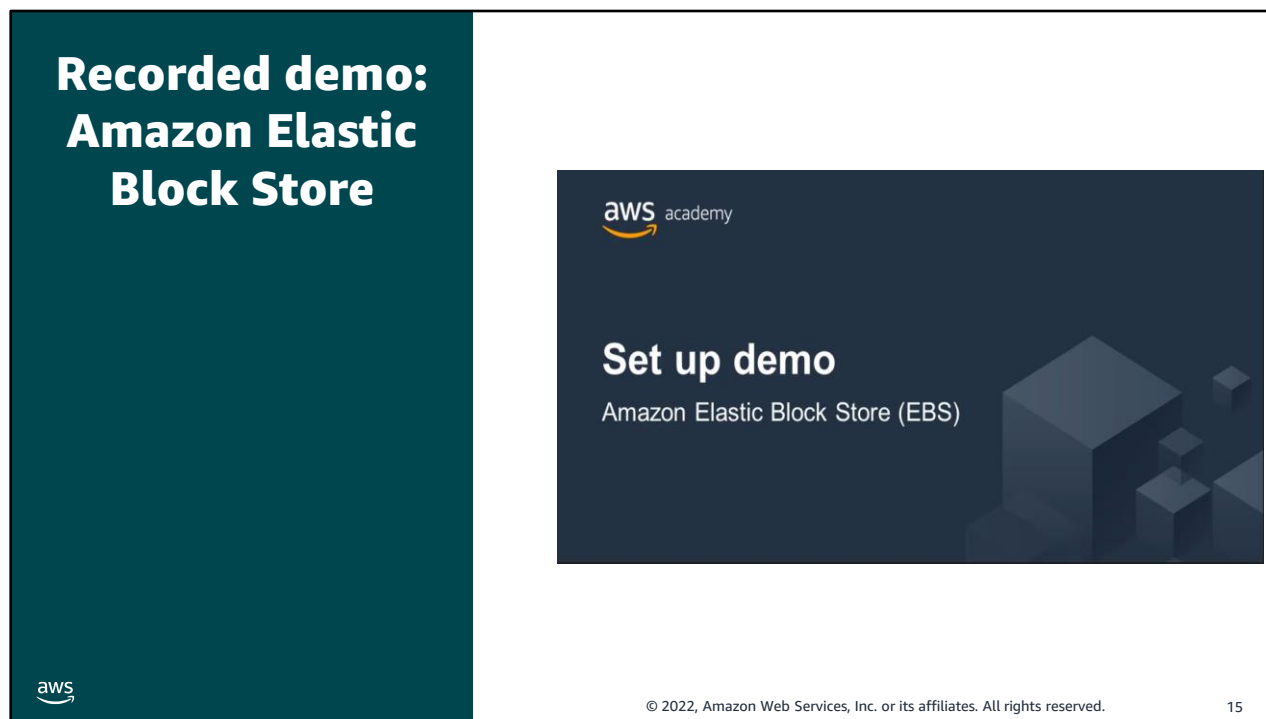 Recorded demo:
Amazon Elastic
Block Store
aws academy
Set up demo
Amazon Elastic Block Store (EBS)
aws
© 2022, Amazon Web Services, Inc. or its affiliates. All rights reserved.
15